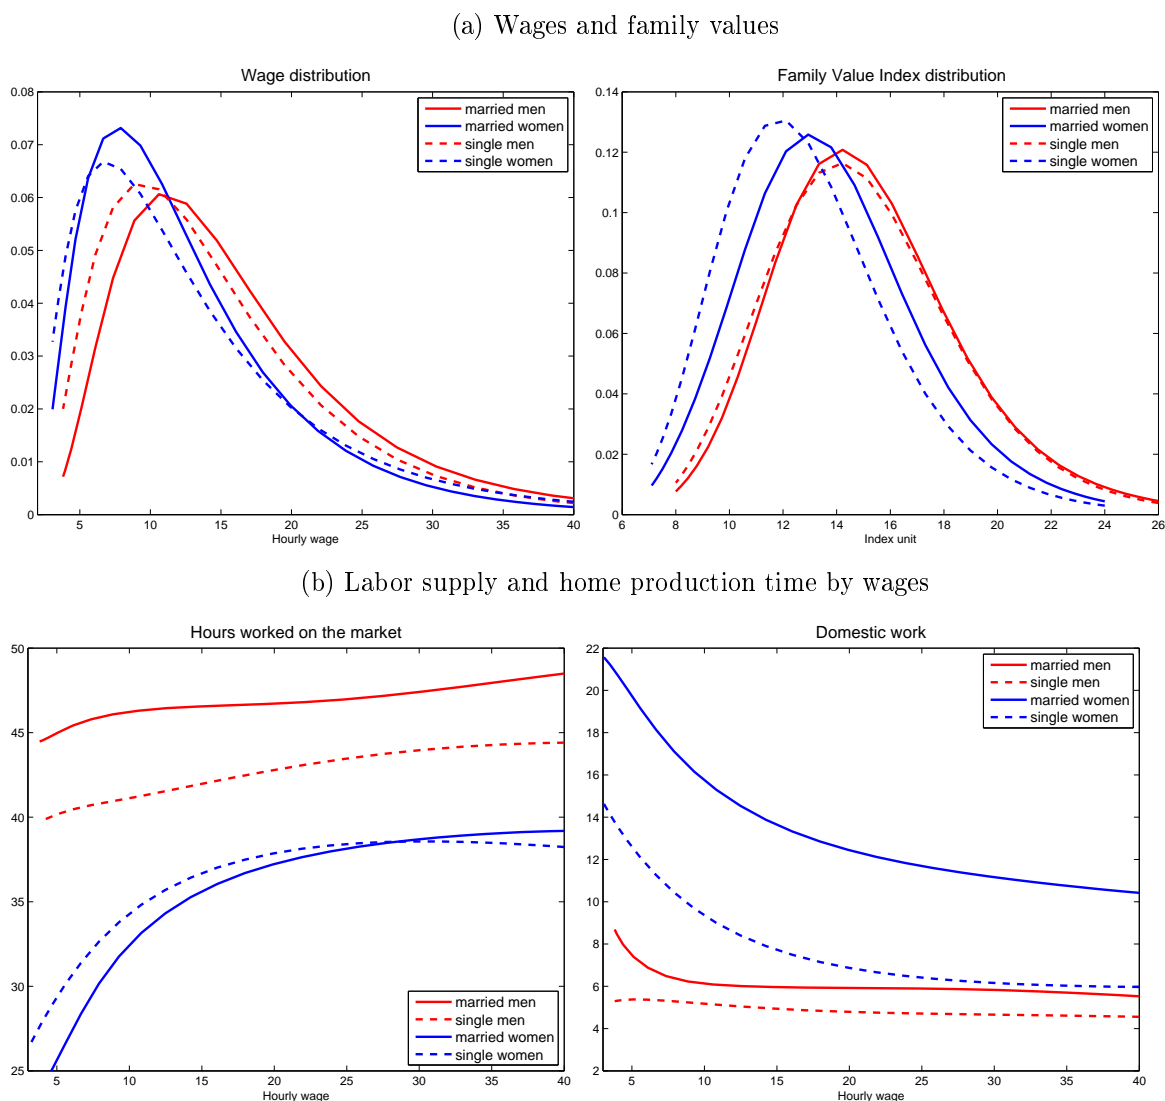 (a) Wages and family values
Wage distribution
0.08
0.07
0.06
0.05
0.04
0.03
0.02
0.01
0
5 10 15 20 25 30 35 40
Hourly wage
married men
married women
single men
single women
Family Value Index distribution
0.14
0.12
0.1
0.08
0.06
0.04
0.02
0
6 8 10 12 14 16 18 20 22 24 26
Index unit
married men
married women
single men
single women
(b) Labor supply and home production time by wages
Hours worked on the market
50
45
40
35
30
25
5 10 15 20 25 30 35 40
Hourly wage
married men
single men
married women
single women
Domestic work
22
20
18
16
14
12
10
8
6
4
2
5 10 15 20 25 30 35 40
Hourly wage
married men
single men
married women
single women